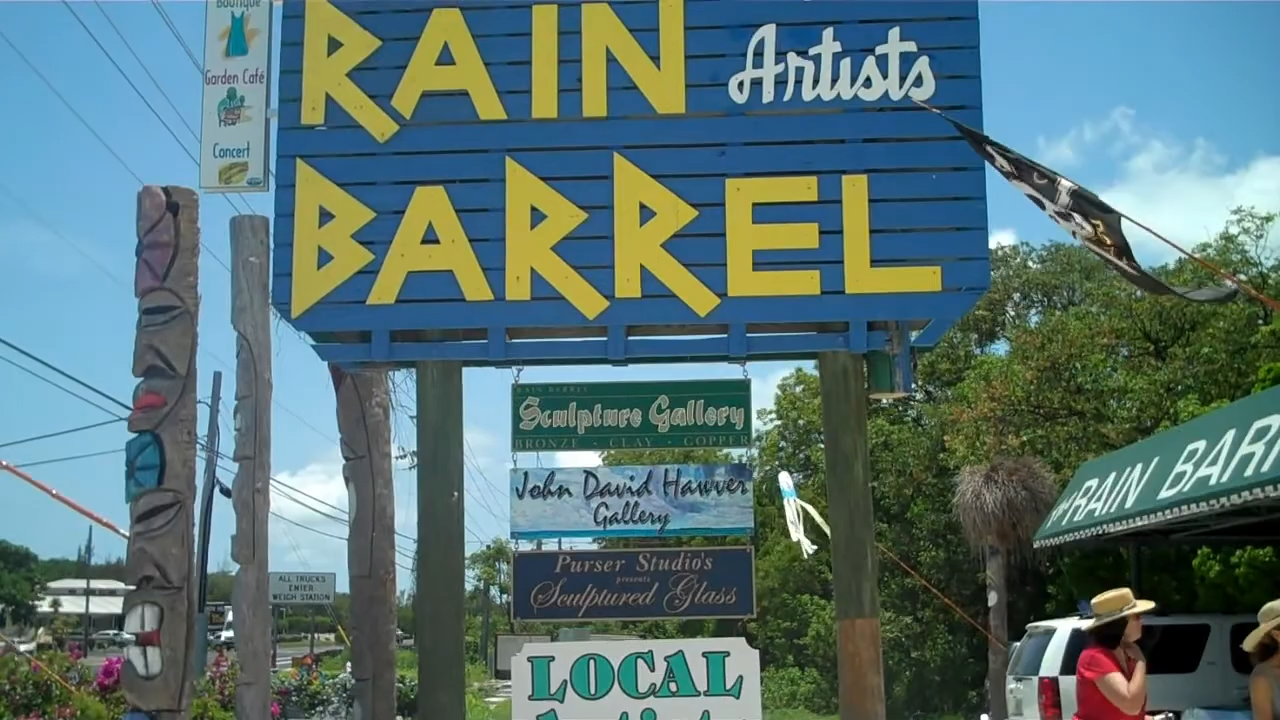 Boutique
Garden Café
Concert
RAIN Artists
BARREL
RAIN BARREL
Sculpture Gallery
BRONZE · CLAY · COPPER
John David Hawver
Gallery
Purser Studio's
presents
Sculptured Glass
LOCAL
ALL TRUCKS
ENTER
WEIGH STATION
RAIN BARR